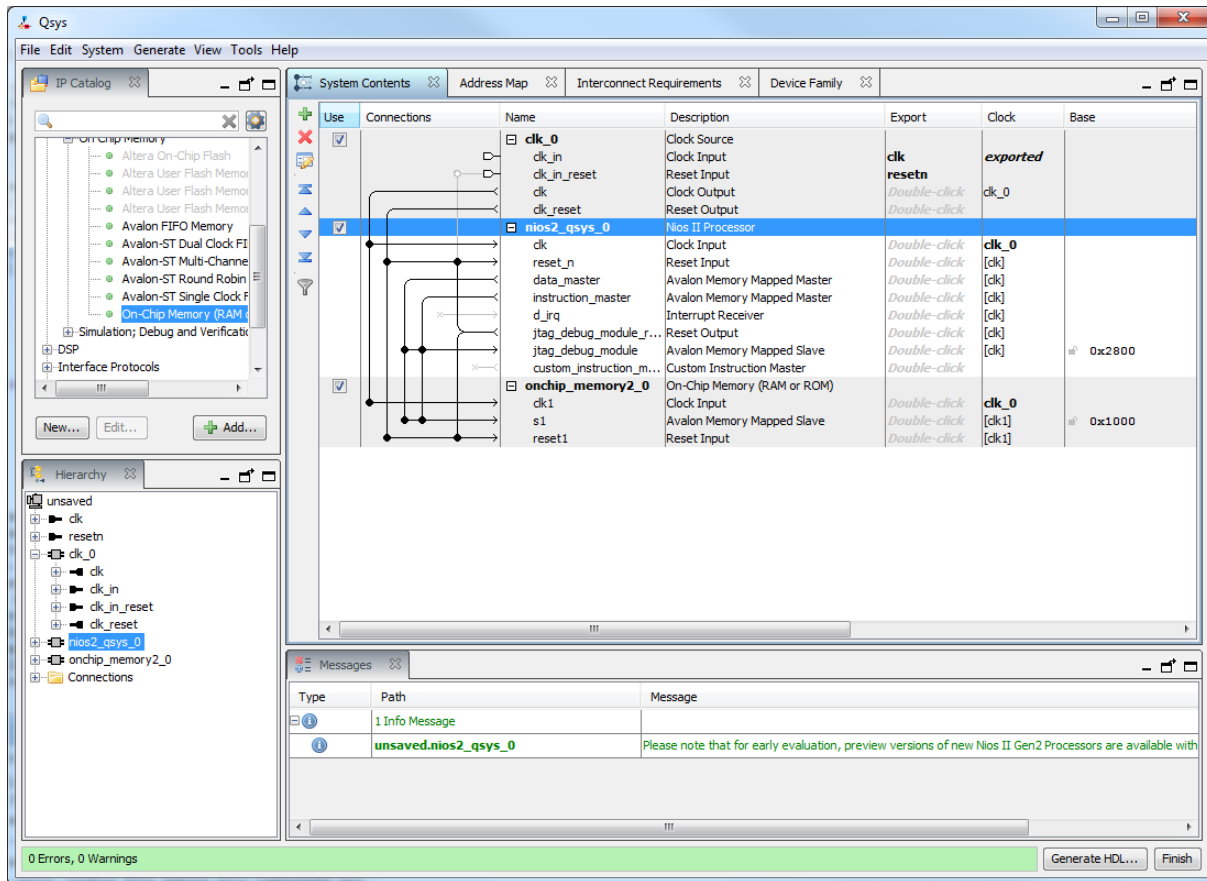 Qsys
File Edit System Generate View Tools Help
IP Catalog
On Chip Memory
Altera On-Chip Flash
Altera User Flash Memo
Altera User Flash Memo
Altera User Flash Memo
Avalon FIFO Memory
Avalon-ST Dual Clock FI
Avalon-ST Multi-Channe
Avalon-ST Round Robin
Avalon-ST Single Clock F
On-Chip Memory (RAM o
Simulation; Debug and Verificatio
DSP
Interface Protocols
New... Edit... Add...
Hierarchy
unsaved
clk
resetn
clk_0
clk
clk_in
clk_in_reset
clk_reset
nios2_qsys_0
onchip_memory2_0
Connections
System Contents Address Map Interconnect Requirements Device Family
Use Connections Name Description Export Clock Base
clk_0 Clock Source
clk_in Clock Input clk exported
clk_in_reset Reset Input resetn
clk Clock Output Double-click clk_0
clk_reset Reset Output Double-click
nios2_qsys_0 Nios II Processor
clk Clock Input Double-click clk_0
reset_n Reset Input Double-click [clk]
data_master Avalon Memory Mapped Master Double-click [clk]
instruction_master Avalon Memory Mapped Master Double-click [clk]
d_irq Interrupt Receiver Double-click [clk]
jtag_debug_module_r... Reset Output Double-click [clk]
jtag_debug_module Avalon Memory Mapped Slave Double-click [clk] 0x2800
custom_instruction_m... Custom Instruction Master Double-click
onchip_memory2_0 On-Chip Memory (RAM or ROM)
clk1 Clock Input Double-click clk_0
s1 Avalon Memory Mapped Slave Double-click [clk1] 0x1000
reset1 Reset Input Double-click [clk1]
Messages
Type Path Message
1 Info Message
unsaved.nios2_qsys_0 Please note that for early evaluation, preview versions of new Nios II Gen2 Processors are available with
0 Errors, 0 Warnings
Generate HDL... Finish